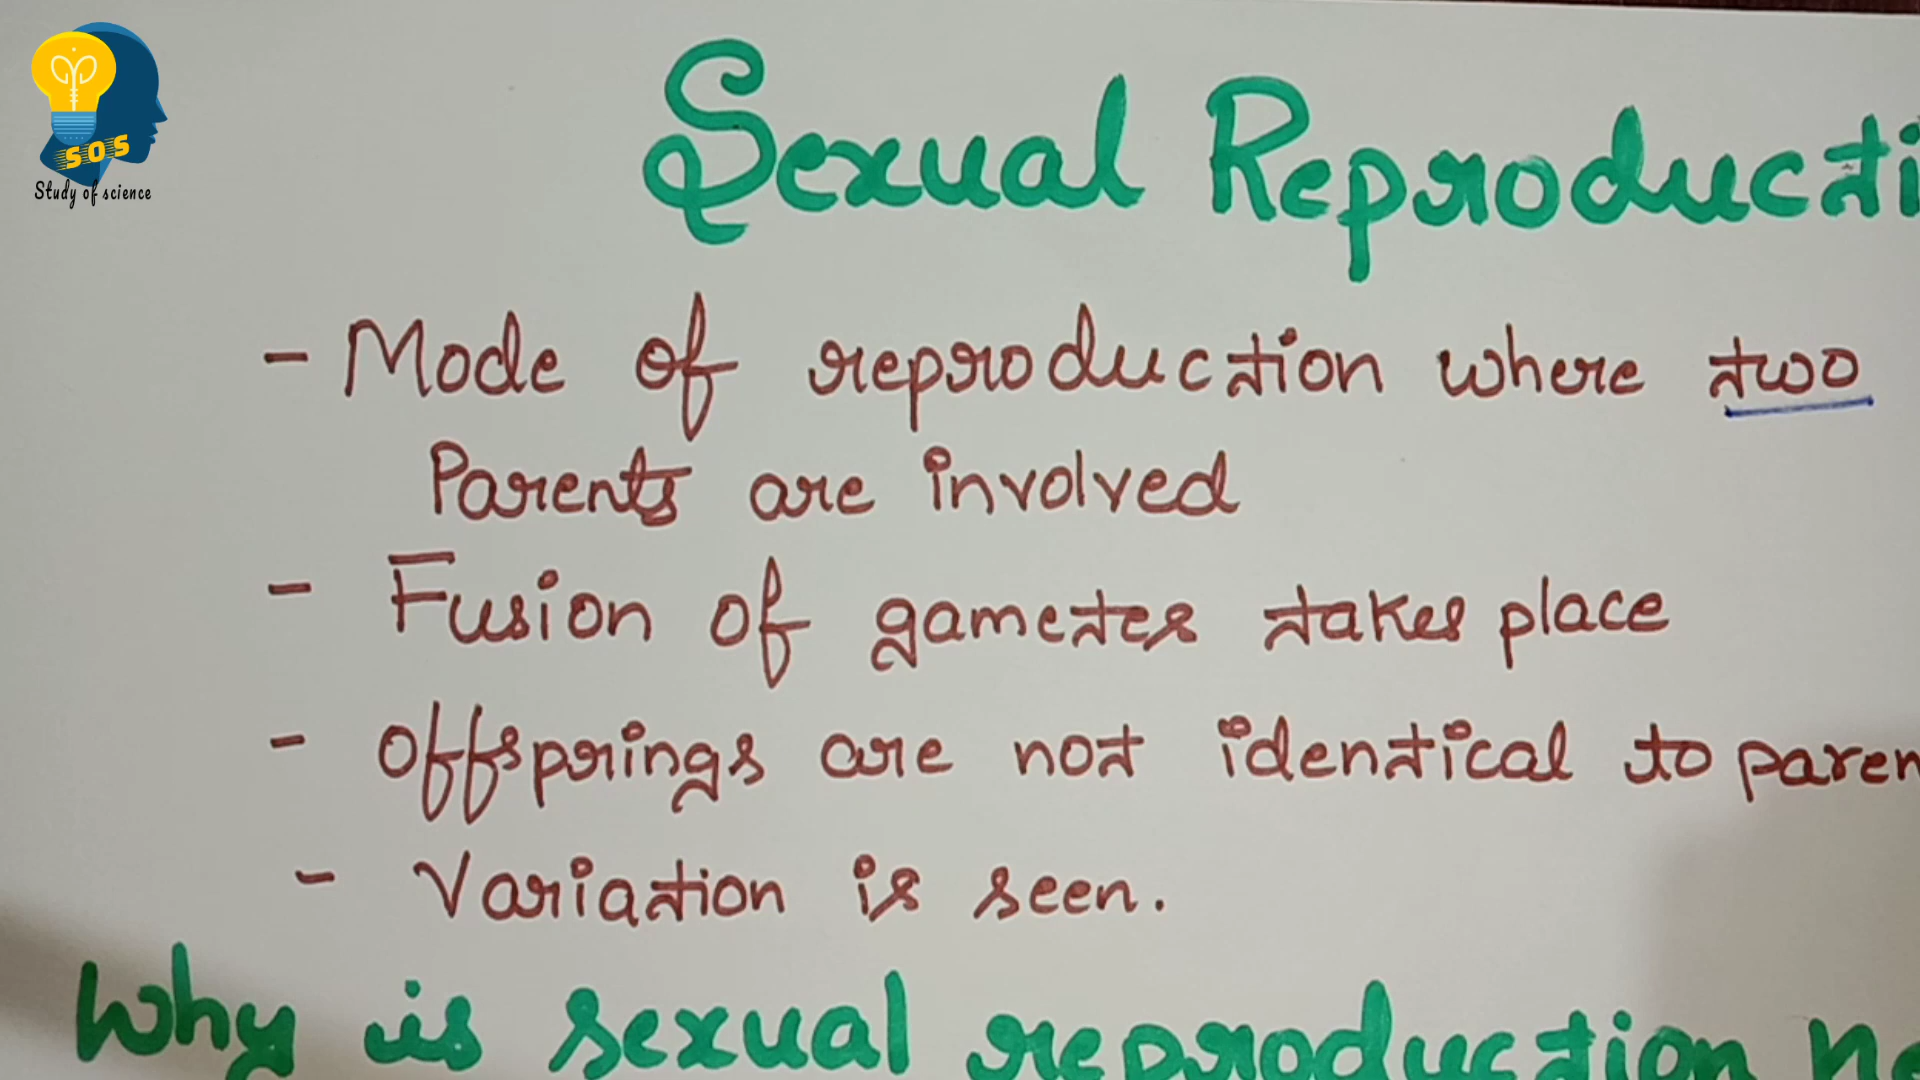 SOS
Study of science
Sexual Reproducti
- Mode of reproduction where two
Parents are involved
- Fusion of gametes takes place
- Offsprings are not identical to paren
- Variation is seen.
Why is sexual reproduction